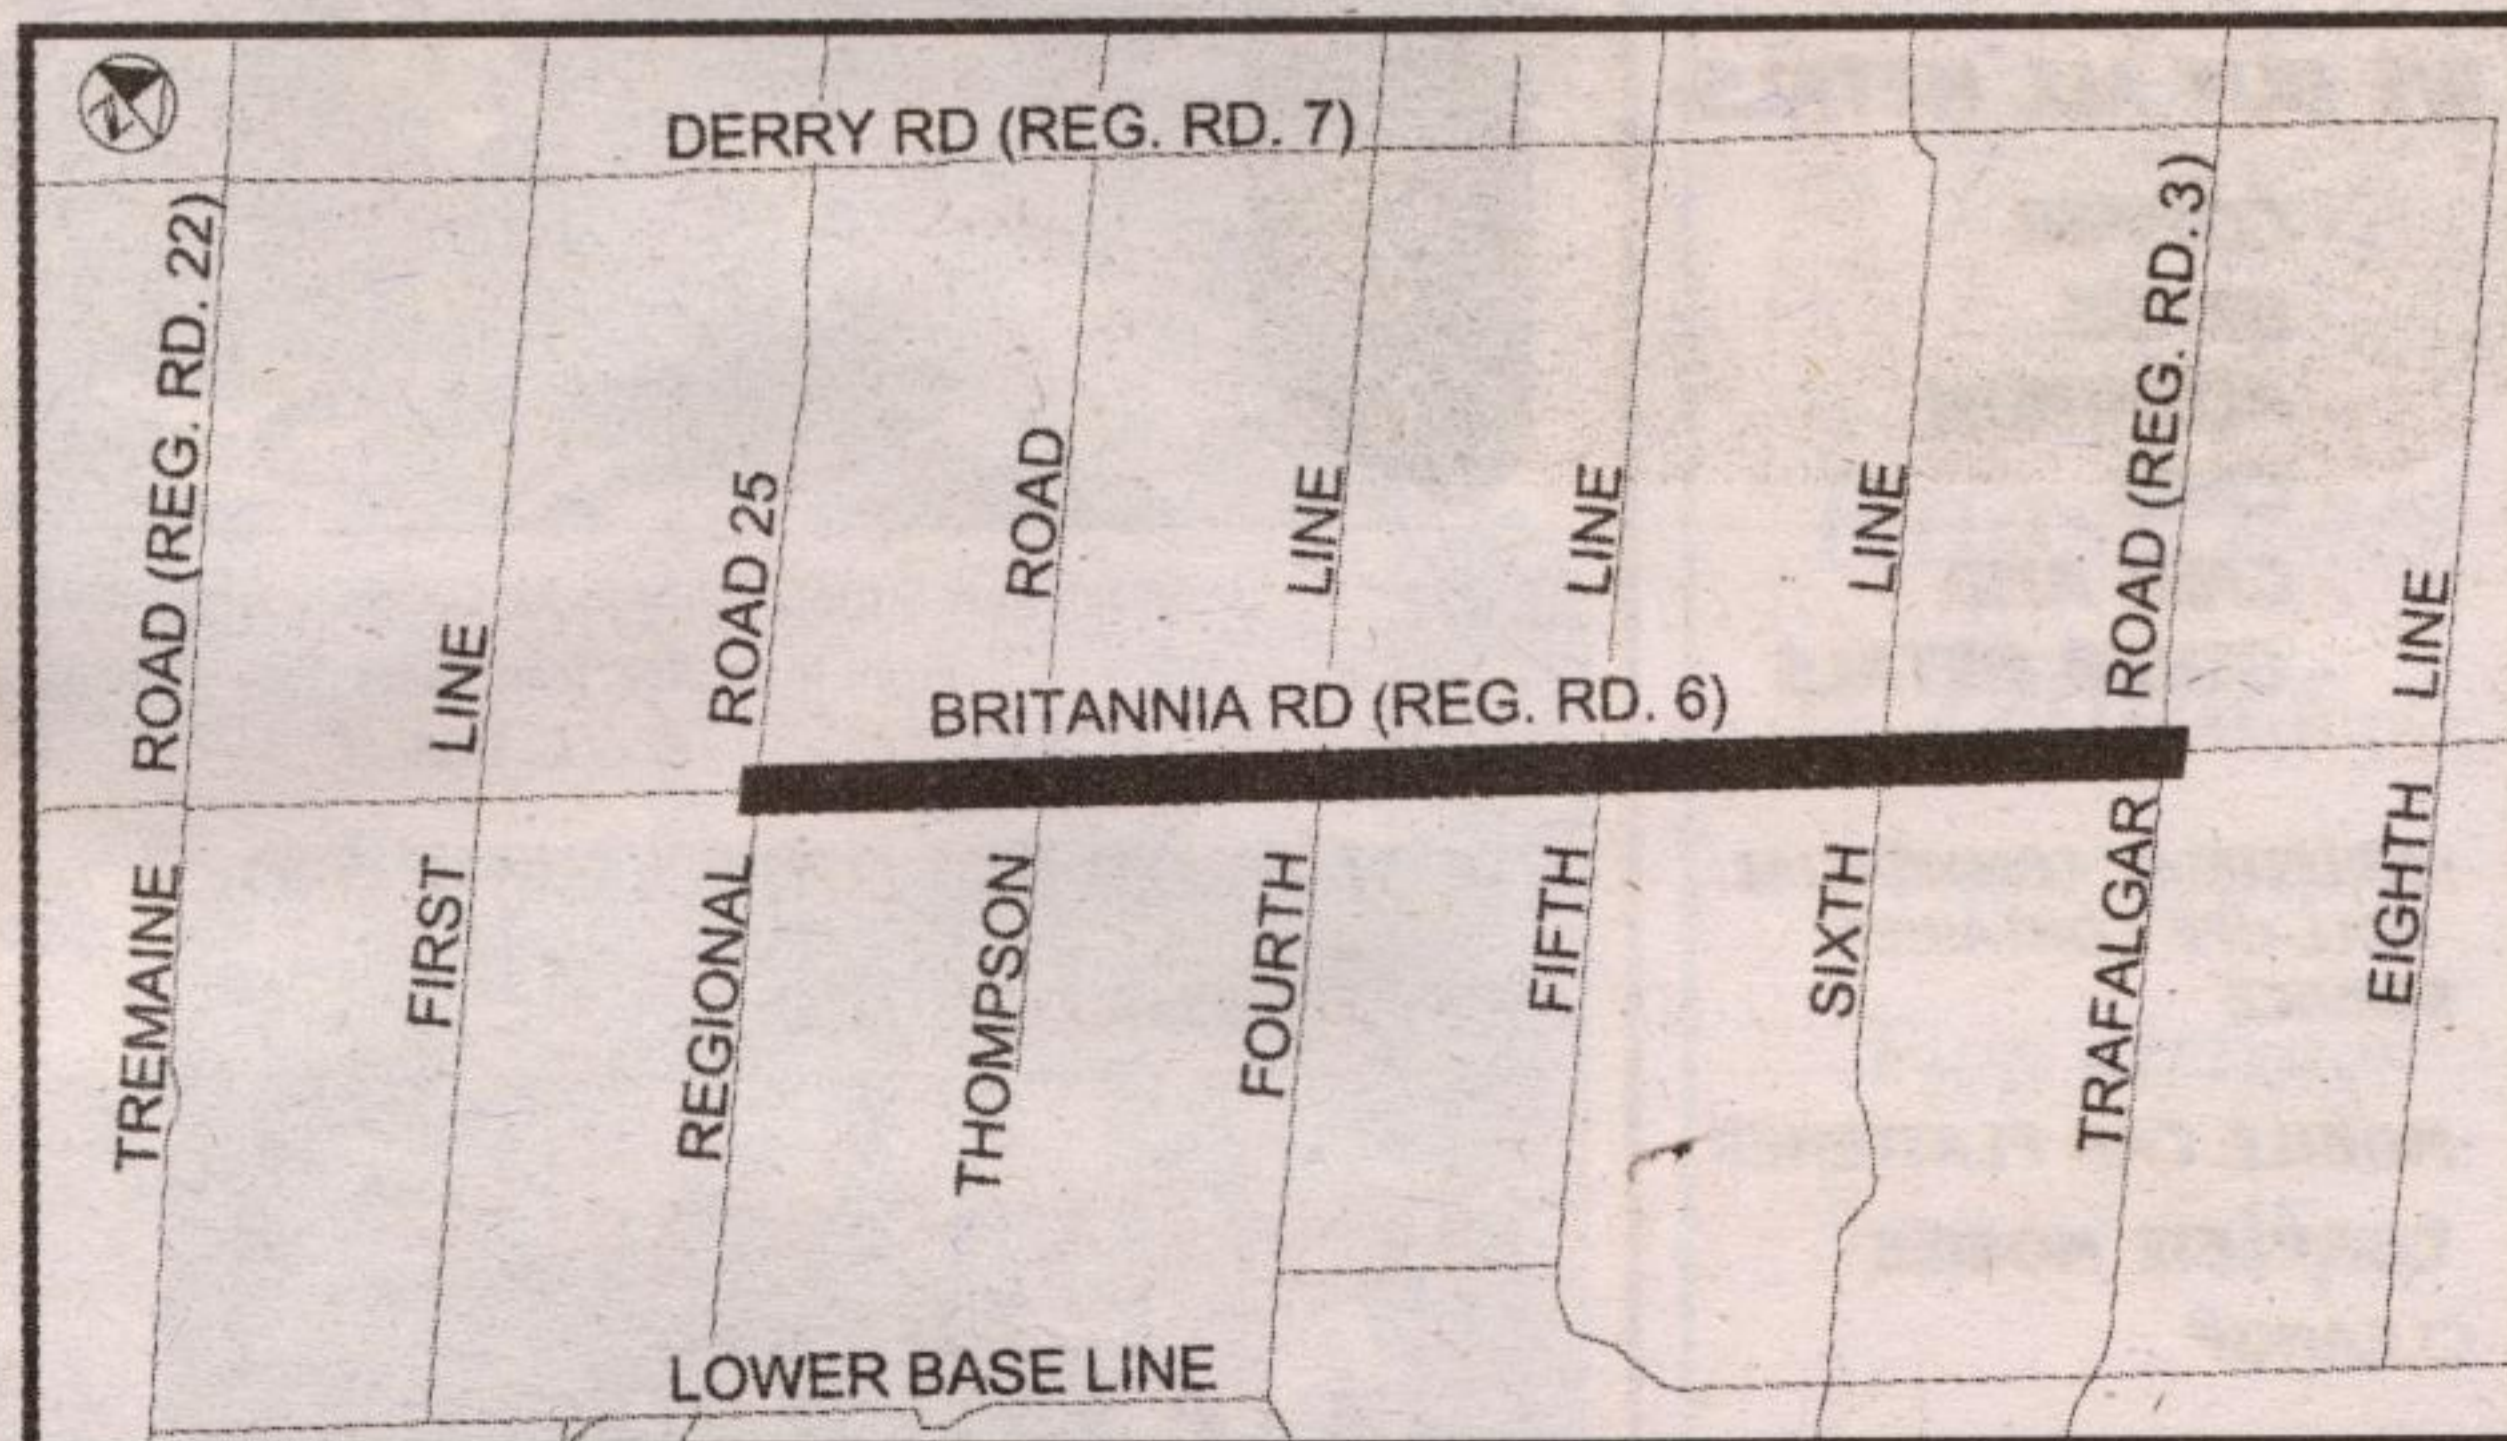 DERRY RD (REG. RD. 7)
TREMAINE ROAD (REG. RD. 22)
FIRST LINE
REGIONAL ROAD 25
THOMPSON ROAD
FOURTH LINE
FIFTH LINE
SIXTH LINE
TRAFALGAR ROAD (REG. RD. 3)
EIGHTH LINE
BRITANNIA RD (REG. RD. 6)
LOWER BASE LINE